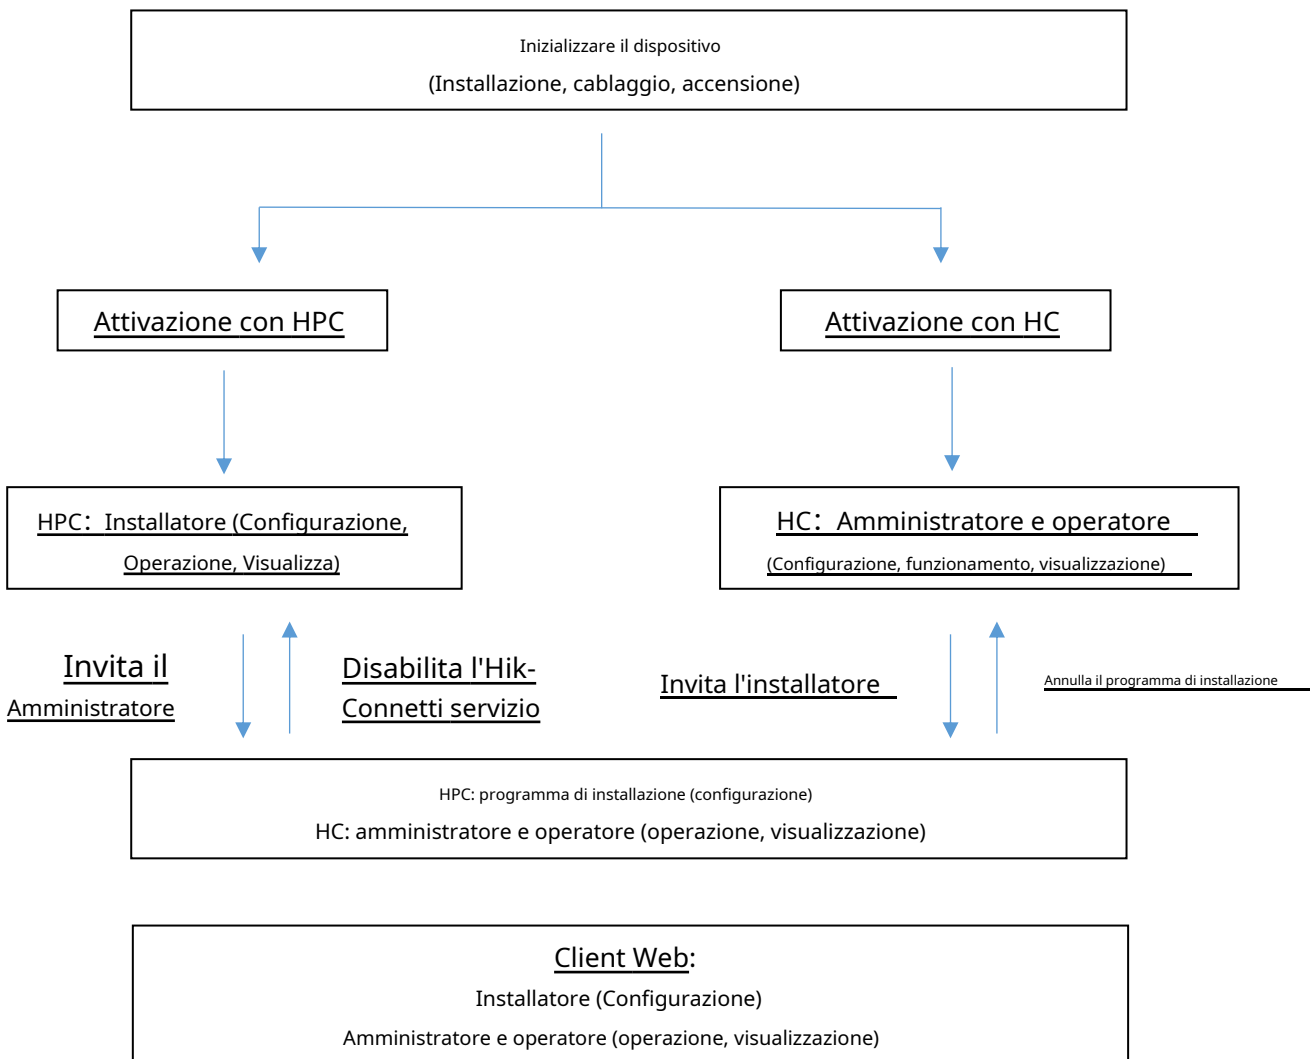 Inizializzare il dispositivo
(Installazione, cablaggio, accensione)
Attivazione con HPC
Attivazione con HC
HPC：Installatore (Configurazione,
Operazione, Visualizza)
HC：Amministratore e operatore
(Configurazione, funzionamento, visualizzazione)
Invita il
Amministratore
Disabilita l'Hik-
Connetti servizio
Invita l'installatore
Annulla il programma di installazione
HPC: programma di installazione (configurazione)
HC: amministratore e operatore (operazione, visualizzazione)
Client Web:
Installatore (Configurazione)
Amministratore e operatore (operazione, visualizzazione)